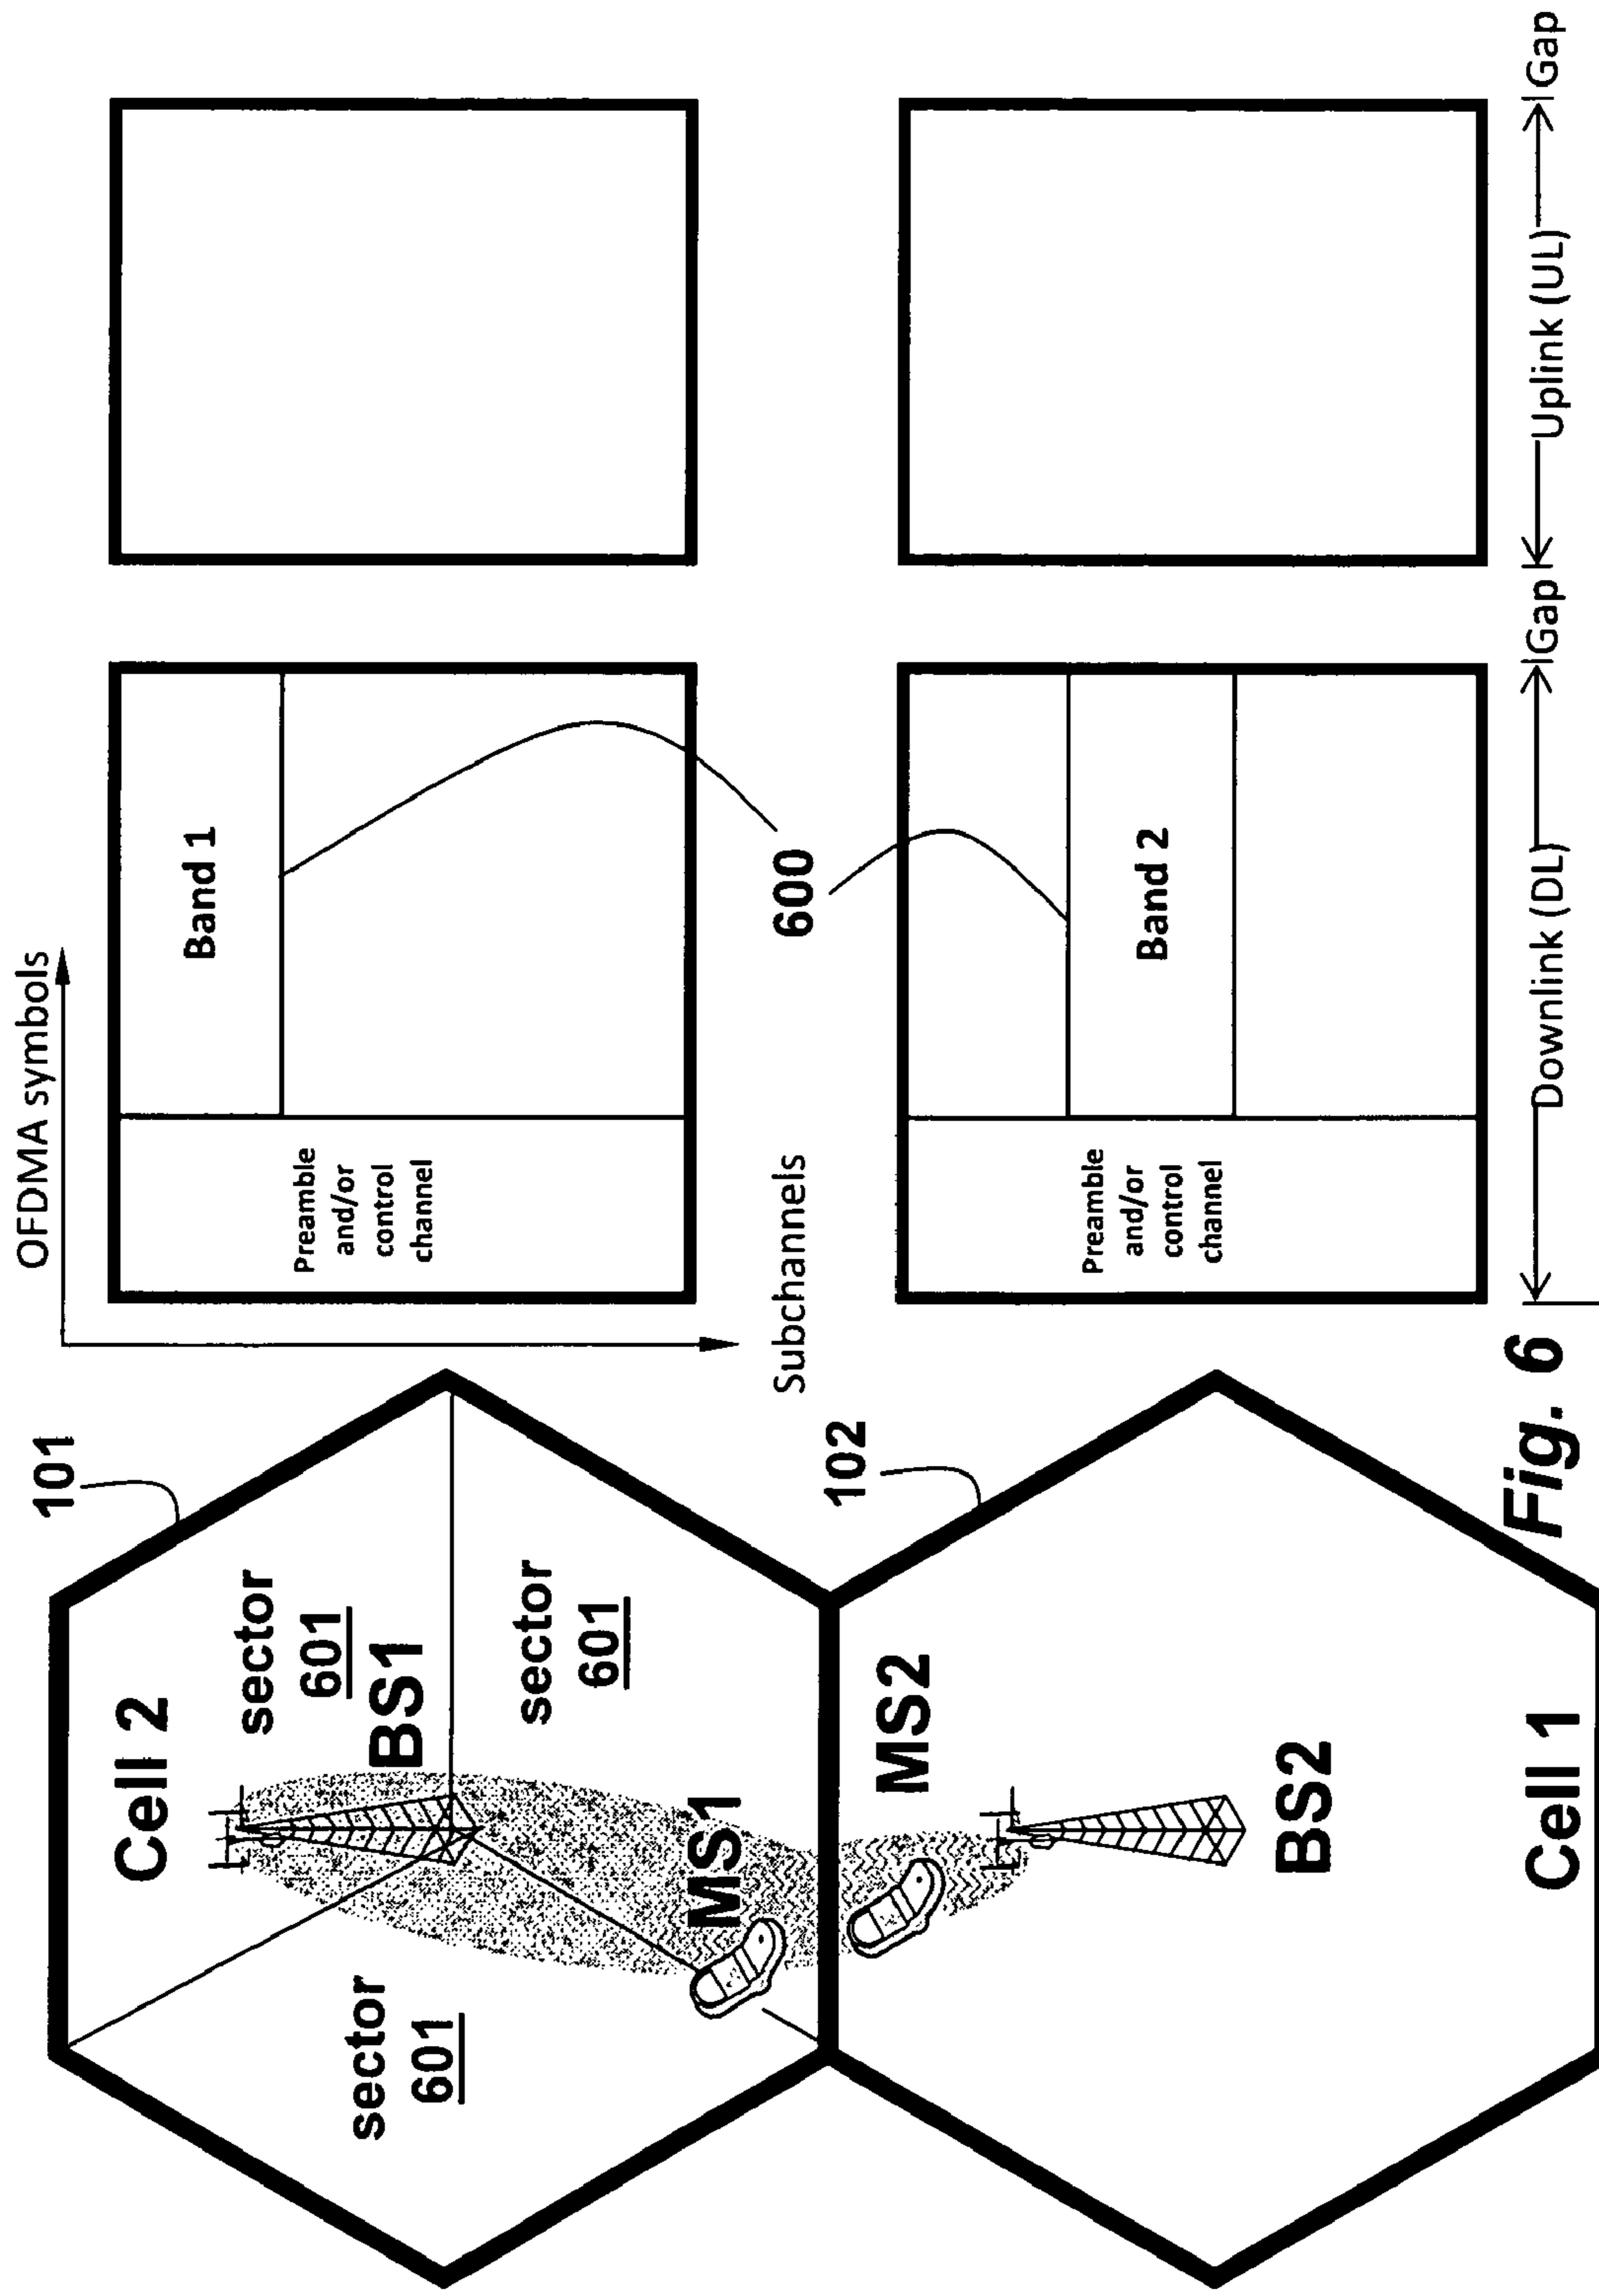 OFDMA symbols
Subchannels
101
Cell 2
sector
601
BS1
sector
601
sector
601
MS1
Band 1
Preamble
and/or
control
channel
600
102
MS2
BS2
Cell 1
Band 2
Preamble
and/or
control
channel
Downlink (DL)
Gap
Uplink (UL)
Gap
Fig. 6